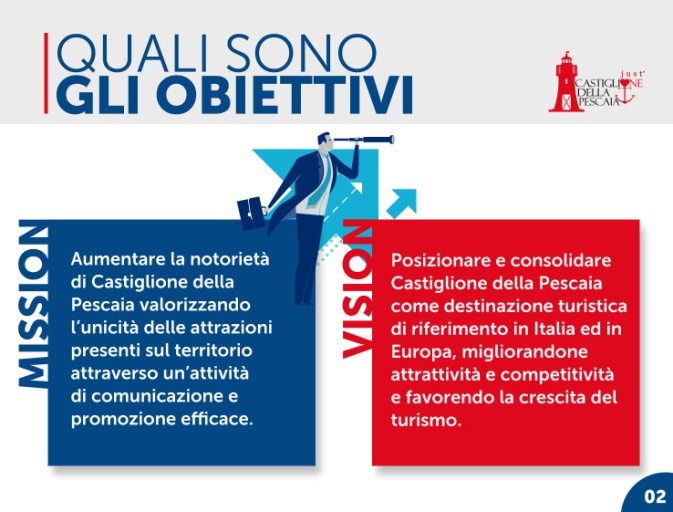 QUALI SONO
GLI OBIETTIVI
just
CASTIGLIONE
DELLA
PESCAIA
MISSION
Aumentare la notorietà
di Castiglione della
Pescaia valorizzando
l’unicità delle attrazioni
presenti sul territorio
attraverso un’attività
di comunicazione e
promozione efficace.
VISION
Posizionare e consolidare
Castiglione della Pescaia
come destinazione turistica
di riferimento in Italia ed in
Europa, migliorandone
attrattività e competitività
e favorendo la crescita del
turismo.
02